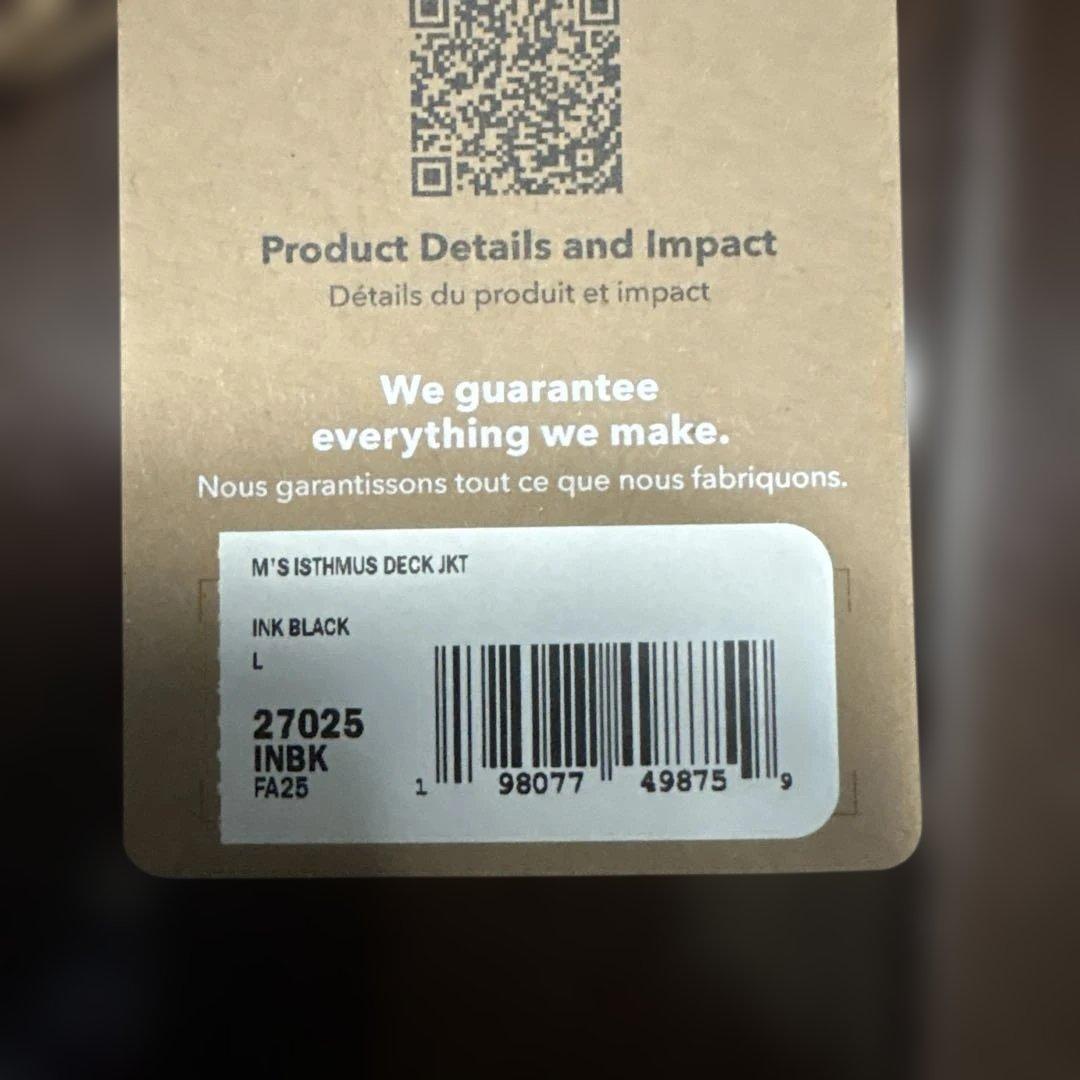 Product Details and Impact
Détails du produit et impact
We guarantee
everything we make.
Nous garantissons tout ce que nous fabriquons.
M'S ISTHMUS DECK JKT
INK BLACK
L
27025
INBK
FA25
1 98077 49875 9